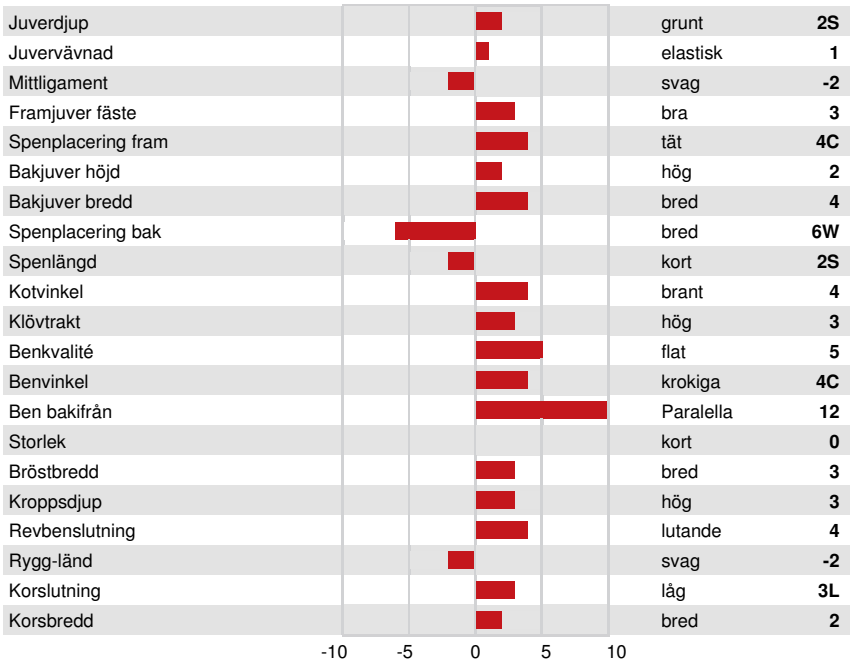 Juverdjup grunt 2S
Juvervävnad elastisk 1
Mittligament svag -2
Framjuver fäste bra 3
Spenplacering fram tät 4C
Bakjuver höjd hög 2
Bakjuver bredd bred 4
Spenplacering bak bred 6W
Spenlängd kort 2S
Kotvinkel brant 4
Klövtrakt hög 3
Benkvalité flat 5
Benvinkel krokiga 4C
Ben bakifrån Paralella 12
Storlek kort 0
Bröstbredd bred 3
Kroppsdjup hög 3
Revbenslutning lutande 4
Rygg-länd svag -2
Korslutning låg 3L
Korsbredd bred 2
-10 -5 0 5 10